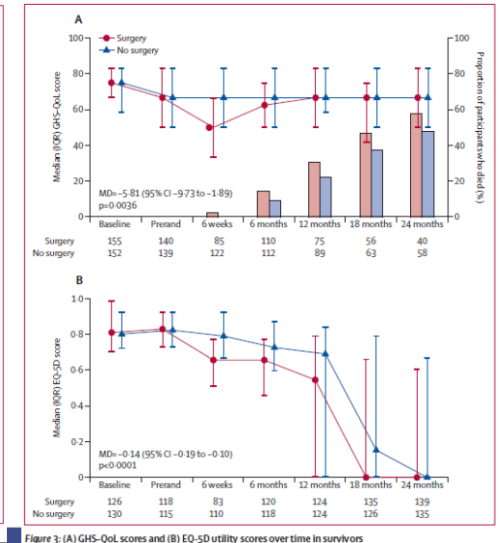 A
Surgery
No surgery
100
80
60
40
20
0
Median (IQR) GHS-QoL score
100
80
60
40
20
0
Proportion of participants who died (%)
MD=–5·81 (95% CI –9·73 to –1·89)
p=0·0036
Baseline Prerand 6 weeks 6 months 12 months 18 months 24 months
Surgery 155 140 85 110 75 56 40
No surgery 152 139 122 112 89 63 58
B
1·0
0·8
0·6
0·4
0·2
0
Median (IQR) EQ-5D score
MD=–0·14 (95% CI –0·19 to –0·10)
p<0·0001
Baseline Prerand 6 weeks 6 months 12 months 18 months 24 months
Surgery 126 118 83 120 124 135 139
No surgery 130 115 110 118 124 126 135
Figure 3: (A) GHS-QoL scores and (B) EQ-5D utility scores over time in survivors